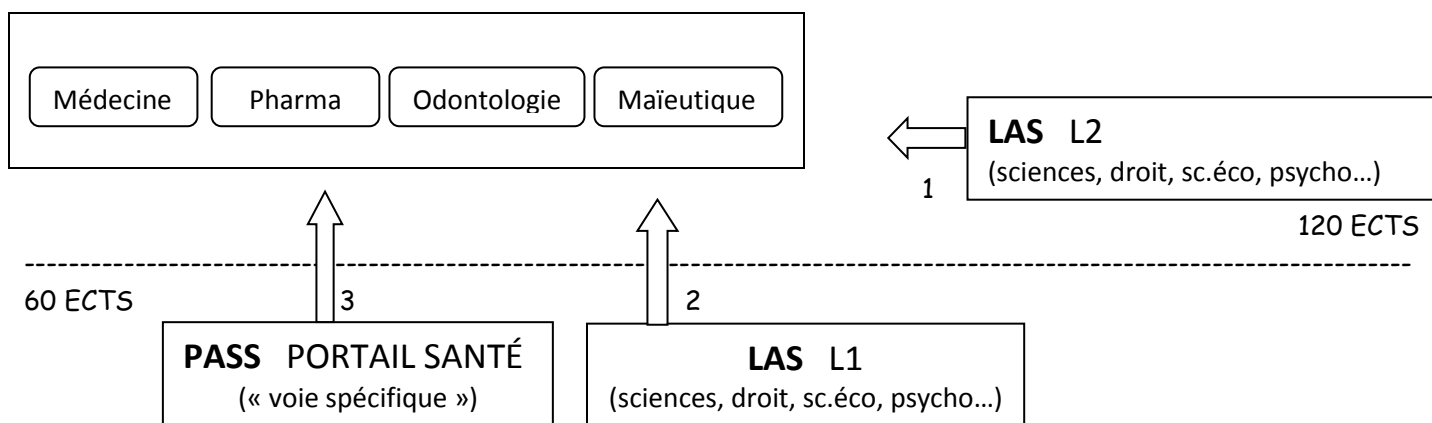 Médecine
Pharma
Odontologie
Maïeutique
LAS L2
(sciences, droit, sc.éco, psycho…)
1
120 ECTS
60 ECTS
3
2
PASS PORTAIL SANTÉ
(« voie spécifique »)
LAS L1
(sciences, droit, sc.éco, psycho…)